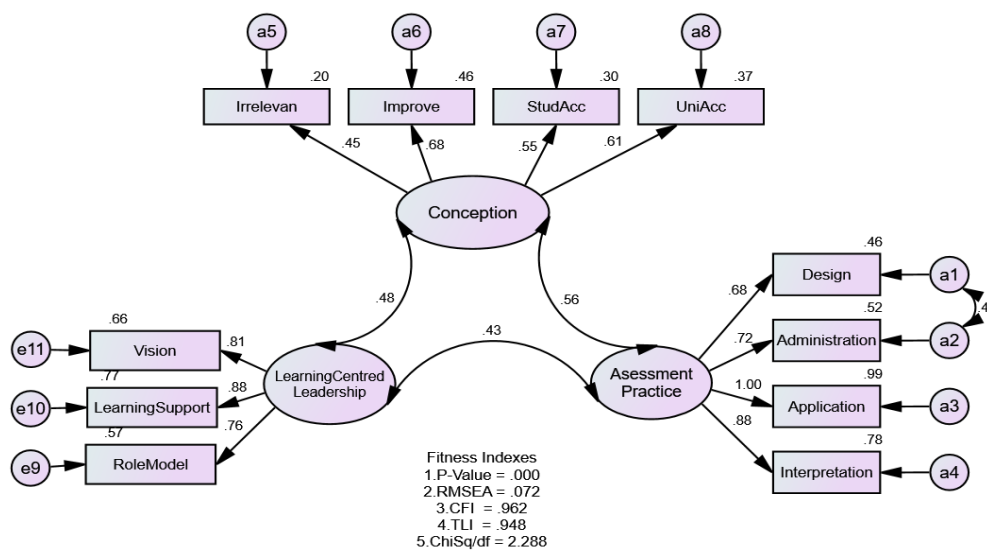 a5 a6 a7 a8
.20 .46 .30 .37
Irrelevan Improve StudAcc UniAcc
.45 .68 .55 .61
Conception
.46
Design a1
.68
.48 .56 .4
.52
.66 .43 .72 Administration a2
e11 Vision .81
.77 LearningCentred Leadership Asessment Practice .99
e10 LearningSupport .88 1.00 Application a3
.57 .76 .88 .78
e9 RoleModel Interpretation a4
Fitness Indexes
1.P-Value = .000
2.RMSEA = .072
3.CFI = .962
4.TLI = .948
5.ChiSq/df = 2.288